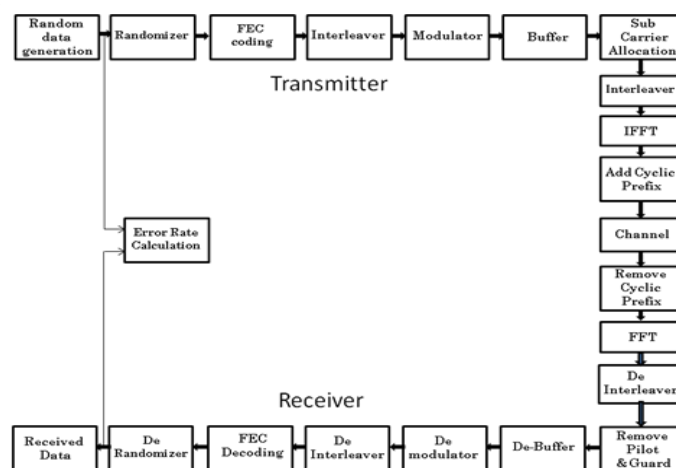 Random
data
generation
Randomizer
FEC
coding
Interleaver
Modulator
Buffer
Sub
Carrier
Allocation
Transmitter
Interleaver
IFFT
Add Cyclic
Prefix
Error Rate
Calculation
Channel
Remove
Cyclic
Prefix
FFT
De
Interleaver
Receiver
Received
Data
De
Randomizer
FEC
Decoding
De
Interleaver
De
modulator
De-Buffer
Remove
Pilot
&Guard